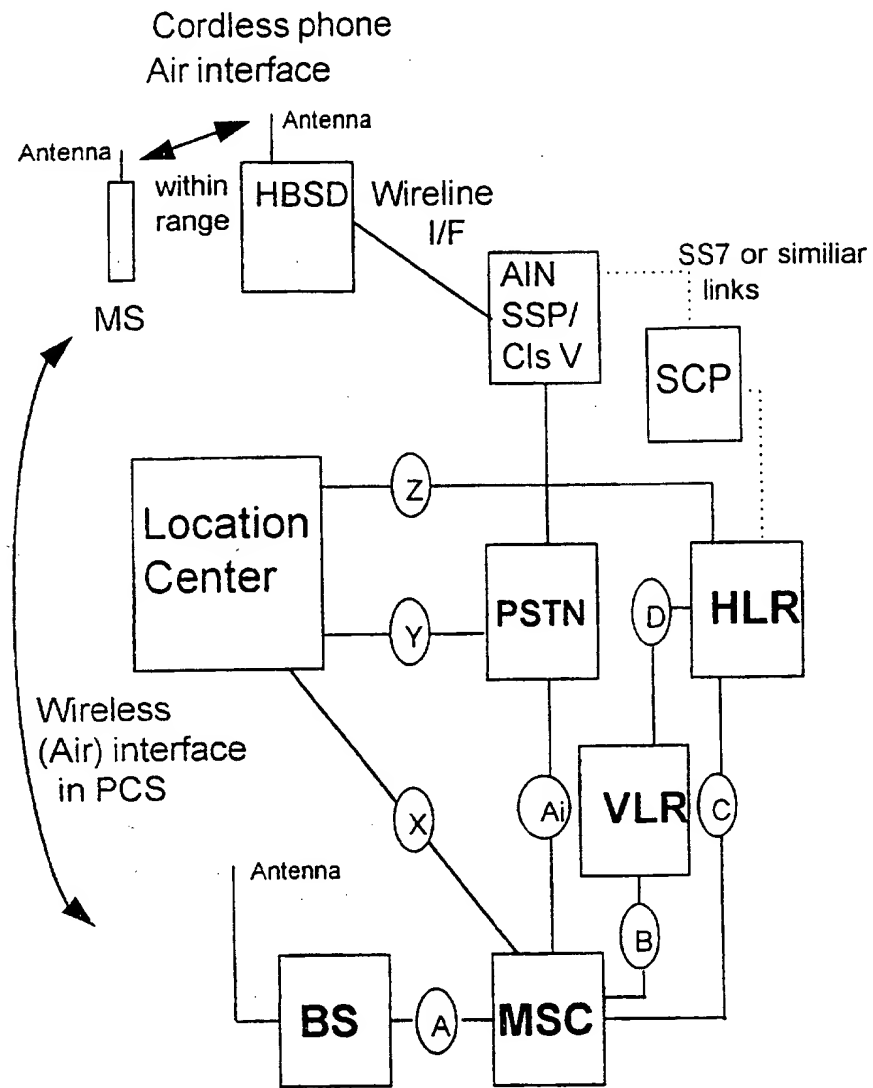 Cordless phone
Air interface
Antenna
Antenna
within
range
HBSD
Wireline
I/F
MS
AIN
SSP/
Cls V
SS7 or similiar
links
SCP
Location
Center
Z
Y
PSTN
D
HLR
Wireless
(Air) interface
in PCS
X
Ai
VLR
C
Antenna
B
BS
A
MSC